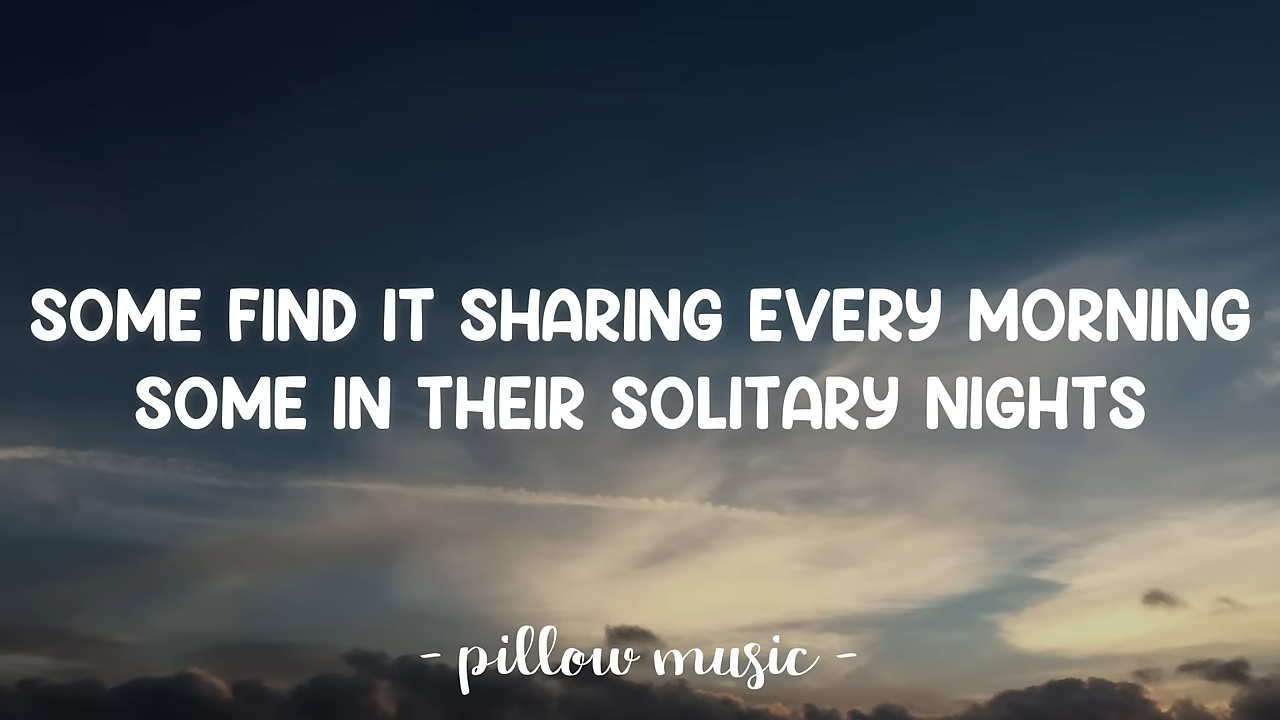 SOME FIND IT SHARING EVERY MORNING
SOME IN THEIR SOLITARY NIGHTS
- pillow music -